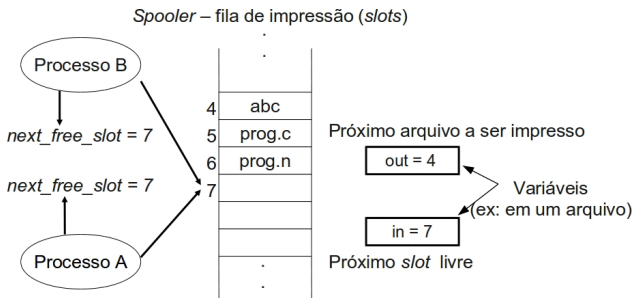 Spooler – fila de impressão (slots)
Processo B
next_free_slot = 7
next_free_slot = 7
Processo A
4 abc
5 prog.c
6 prog.n
7
Próximo arquivo a ser impresso
out = 4
Variáveis
(ex: em um arquivo)
in = 7
Próximo slot livre